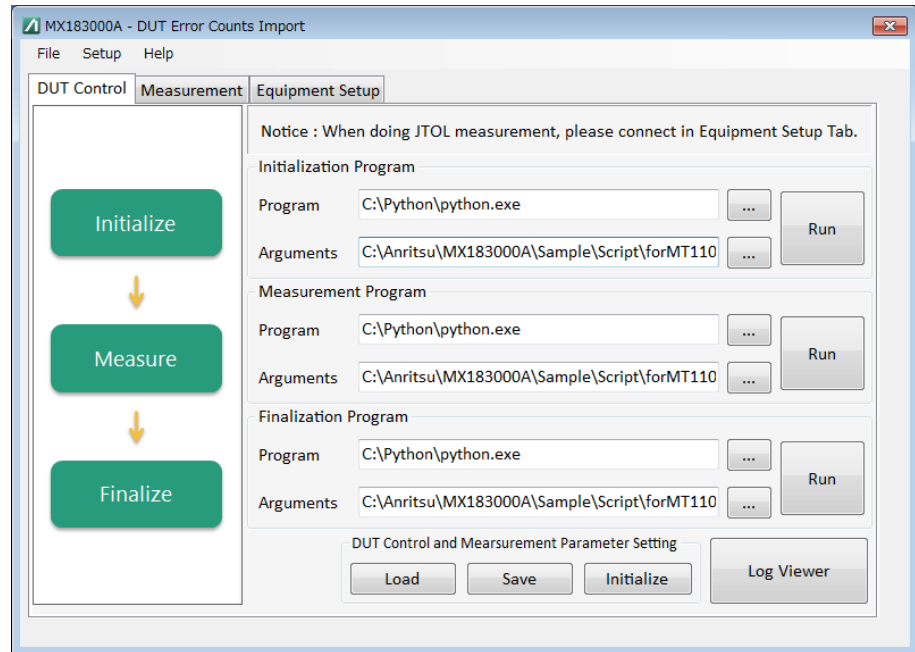 MX183000A - DUT Error Counts Import
File Setup Help
DUT Control Measurement Equipment Setup
Notice : When doing JTOL measurement, please connect in Equipment Setup Tab.
Initialize
Measure
Finalize
Initialization Program
Program C:\Python\python.exe ...
Arguments C:\Anritsu\MX183000A\Sample\Script\forMT110 ...
Run
Measurement Program
Program C:\Python\python.exe ...
Arguments C:\Anritsu\MX183000A\Sample\Script\forMT110 ...
Run
Finalization Program
Program C:\Python\python.exe ...
Arguments C:\Anritsu\MX183000A\Sample\Script\forMT110 ...
Run
DUT Control and Mearsurement Parameter Setting
Load Save Initialize
Log Viewer